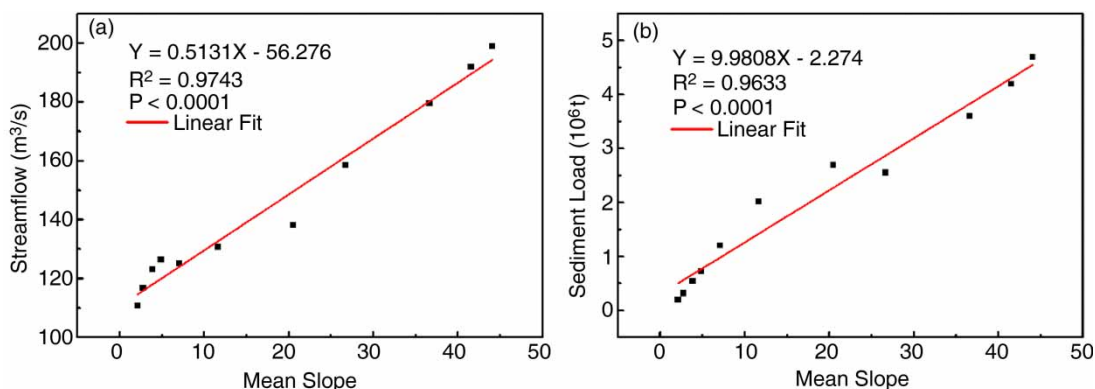 (a)
Y = 0.5131X - 56.276
R² = 0.9743
P < 0.0001
Linear Fit
Streamflow (m³/s)
200
180
160
140
120
100
0 10 20 30 40 50
Mean Slope
(b)
Y = 9.9808X - 2.274
R² = 0.9633
P < 0.0001
Linear Fit
Sediment Load (10⁶t)
5
4
3
2
1
0
0 10 20 30 40 50
Mean Slope